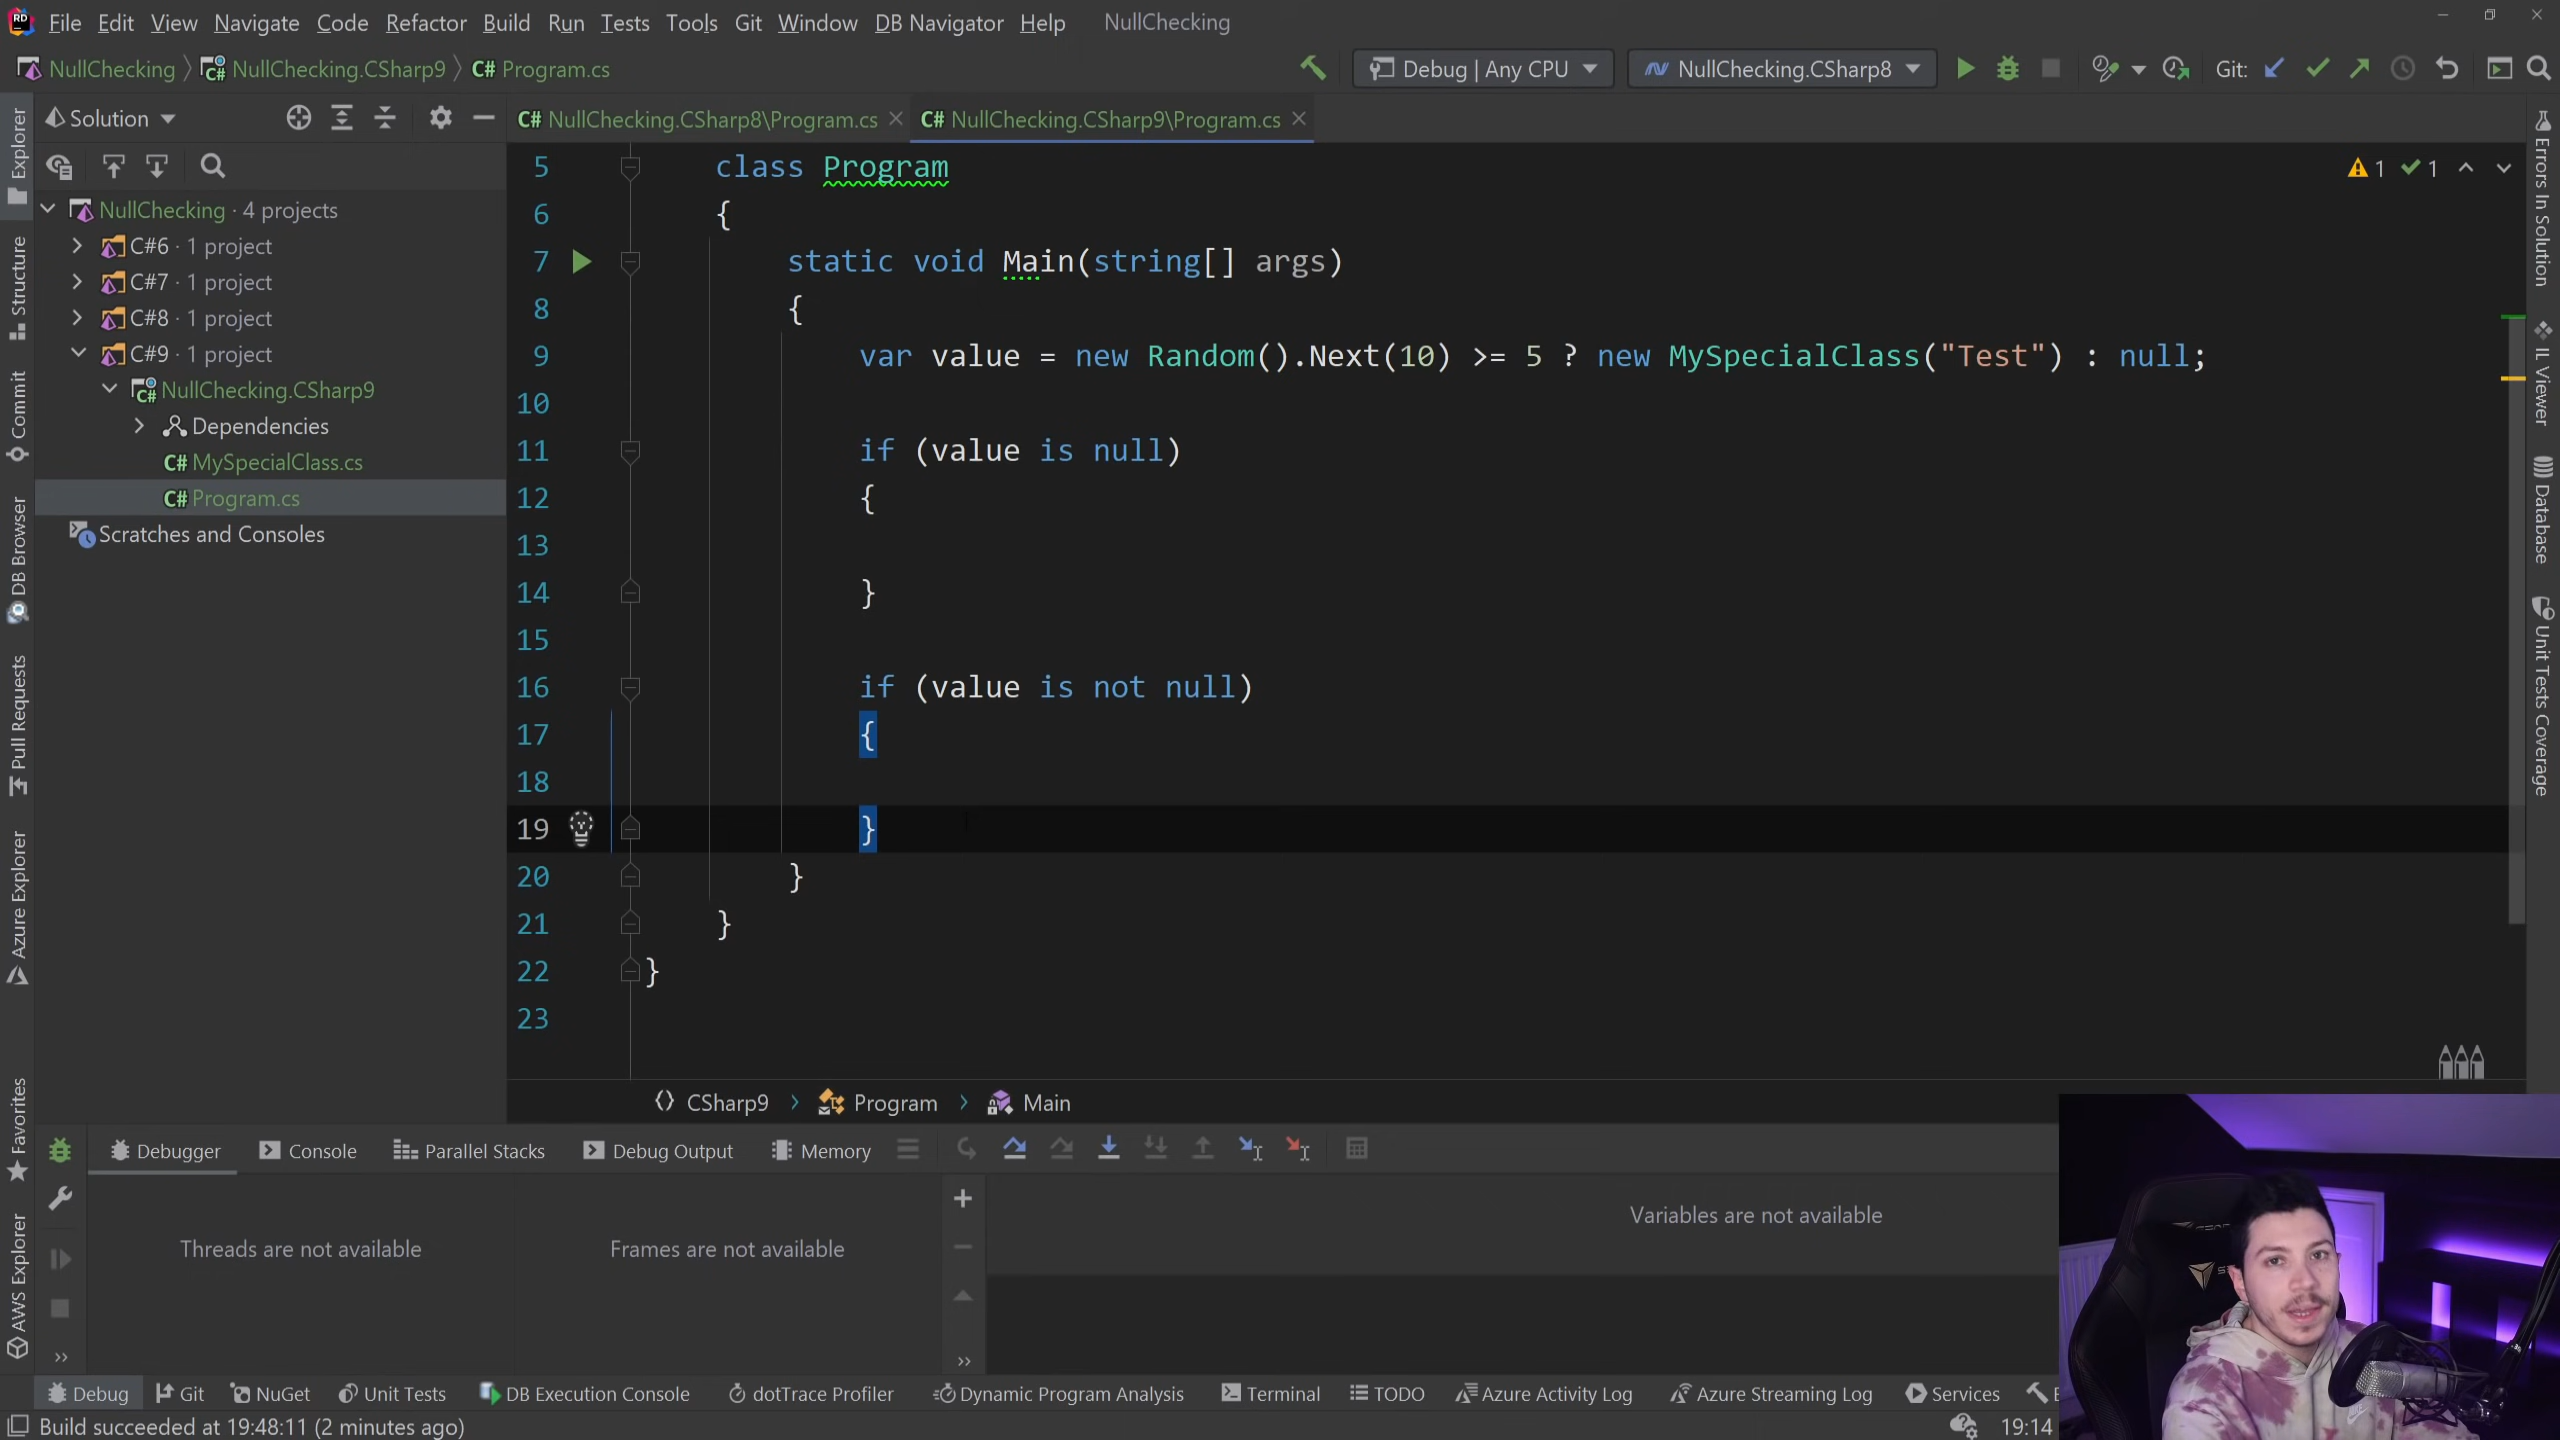 File Edit View Navigate Code Refactor Build Run Tests Tools Git Window DB Navigator Help NullChecking
NullChecking NullChecking.CSharp9 C# Program.cs Debug | Any CPU NullChecking.CSharp8 Git:
Solution
C# NullChecking.CSharp8\Program.cs C# NullChecking.CSharp9\Program.cs
NullChecking · 4 projects
C#6 · 1 project
C#7 · 1 project
C#8 · 1 project
C#9 · 1 project
NullChecking.CSharp9
Dependencies
C# MySpecialClass.cs
C# Program.cs
Scratches and Consoles
Explorer
Structure
Commit
DB Browser
Pull Requests
Azure Explorer
Favorites
AWS Explorer
5 class Program
6 {
7 static void Main(string[] args)
8 {
9 var value = new Random().Next(10) >= 5 ? new MySpecialClass("Test") : null;
10
11 if (value is null)
12 {
13
14 }
15
16 if (value is not null)
17 {
18
19 }
20 }
21 }
22 }
23
1 1
Errors In Solution
IL Viewer
Database
Unit Tests Coverage
CSharp9 Program Main
Debugger Console Parallel Stacks Debug Output Memory
Threads are not available
Frames are not available
Variables are not available
Debug Git NuGet Unit Tests DB Execution Console dotTrace Profiler Dynamic Program Analysis Terminal TODO Azure Activity Log Azure Streaming Log Services
Build succeeded at 19:48:11 (2 minutes ago) 19:14